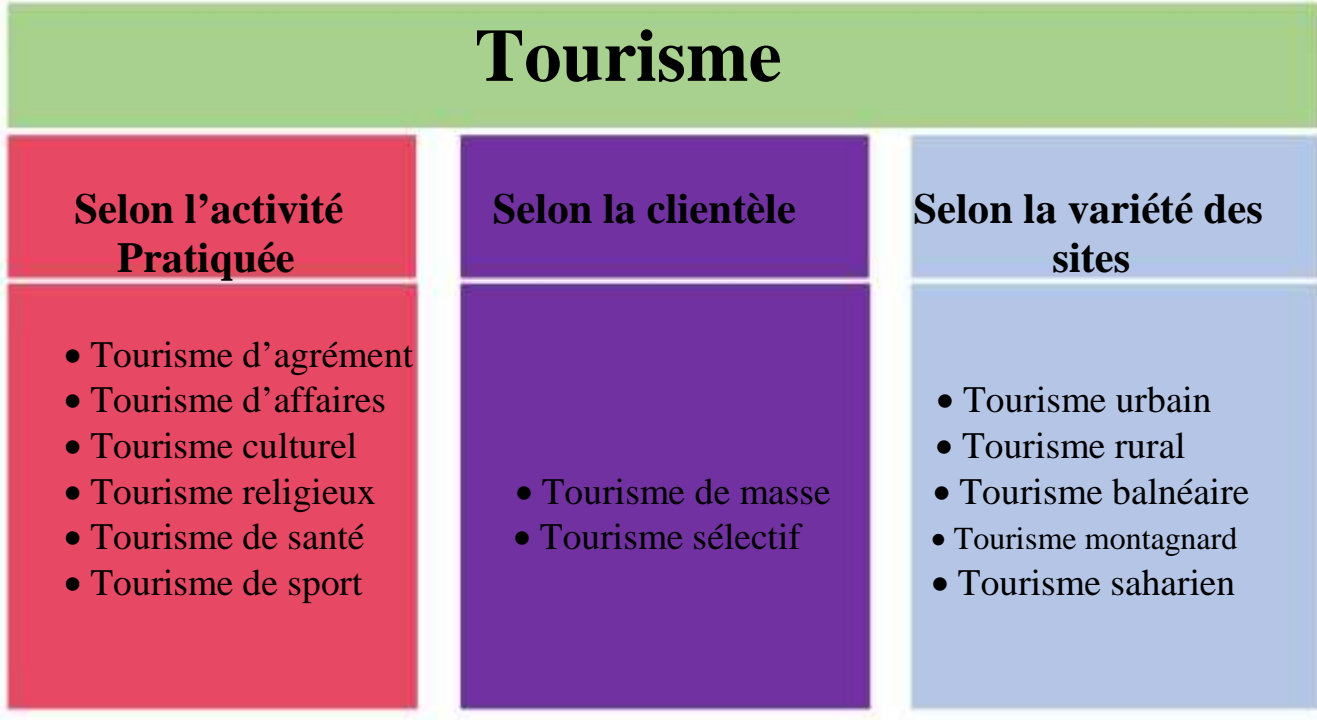 Tourisme
Selon l’activité
Pratiquée
• Tourisme d’agrément
• Tourisme d’affaires
• Tourisme culturel
• Tourisme religieux
• Tourisme de santé
• Tourisme de sport
Selon la clientèle
• Tourisme de masse
• Tourisme sélectif
Selon la variété des
sites
• Tourisme urbain
• Tourisme rural
• Tourisme balnéaire
• Tourisme montagnard
• Tourisme saharien